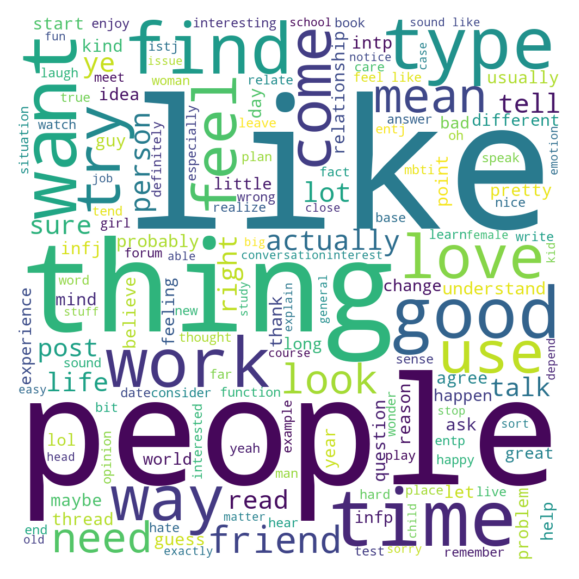 fun
enjoy
interesting
school
book
sound like
start
laugh
istj
issue
find
type
kind
meet
woman
relate
intp
notice
case
want
ye
idea
come
relationship
care
feel like
usually
situation
true
guy
day
answer
entj
mean
tell
watch
try
person
definitely
especially
leave
plan
fact
mbti
bad
oh
different
emotion
job
feel
little
wrong
lot
base
point
speak
sure
tend
girl
realize
close
pretty
nice
like
infj
probably
right
big
actually
learn
female
write
forum
able
conversation
interest
love
kid
thing
word
mind
stuff
believe
feeling
new
study
thank
explain
general
change
understand
experience
post
sound
thought
long
good
sense
depend
easy
life
work
far
course
look
use
agree
happen
bit
date
consider
function
talk
people
lol
head
opinion
world
interested
yeah
example
year
question
wonder
play
reason
ask
stop
entp
sort
happy
great
maybe
way
read
man
hard
place
let
live
problem
help
thread
hate
matter
hear
time
infp
child
end
old
need
guess
exactly
friend
test
sorry
remember